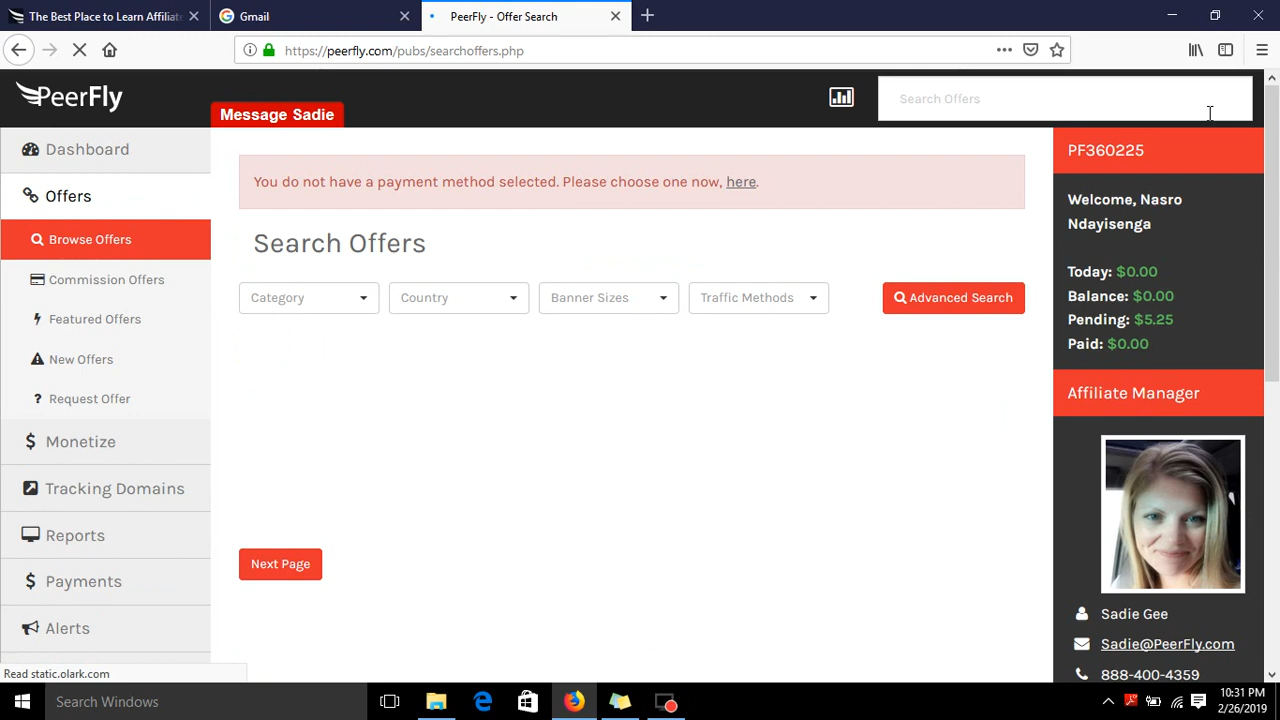 The Best Place to Learn Affiliate
Gmail
PeerFly - Offer Search
https://peerfly.com/pubs/searchoffers.php
PeerFly
Message Sadie
Search Offers
Dashboard
Offers
Browse Offers
Commission Offers
Featured Offers
New Offers
Request Offer
Monetize
Tracking Domains
Reports
Payments
Alerts
You do not have a payment method selected. Please choose one now, here.
Search Offers
Category
Country
Banner Sizes
Traffic Methods
Advanced Search
Next Page
PF360225
Welcome, Nasro
Ndayisenga
Today: $0.00
Balance: $0.00
Pending: $5.25
Paid: $0.00
Affiliate Manager
Sadie Gee
Sadie@PeerFly.com
888-400-4359
Read static.olark.com
Search Windows
10:31 PM
2/26/2019